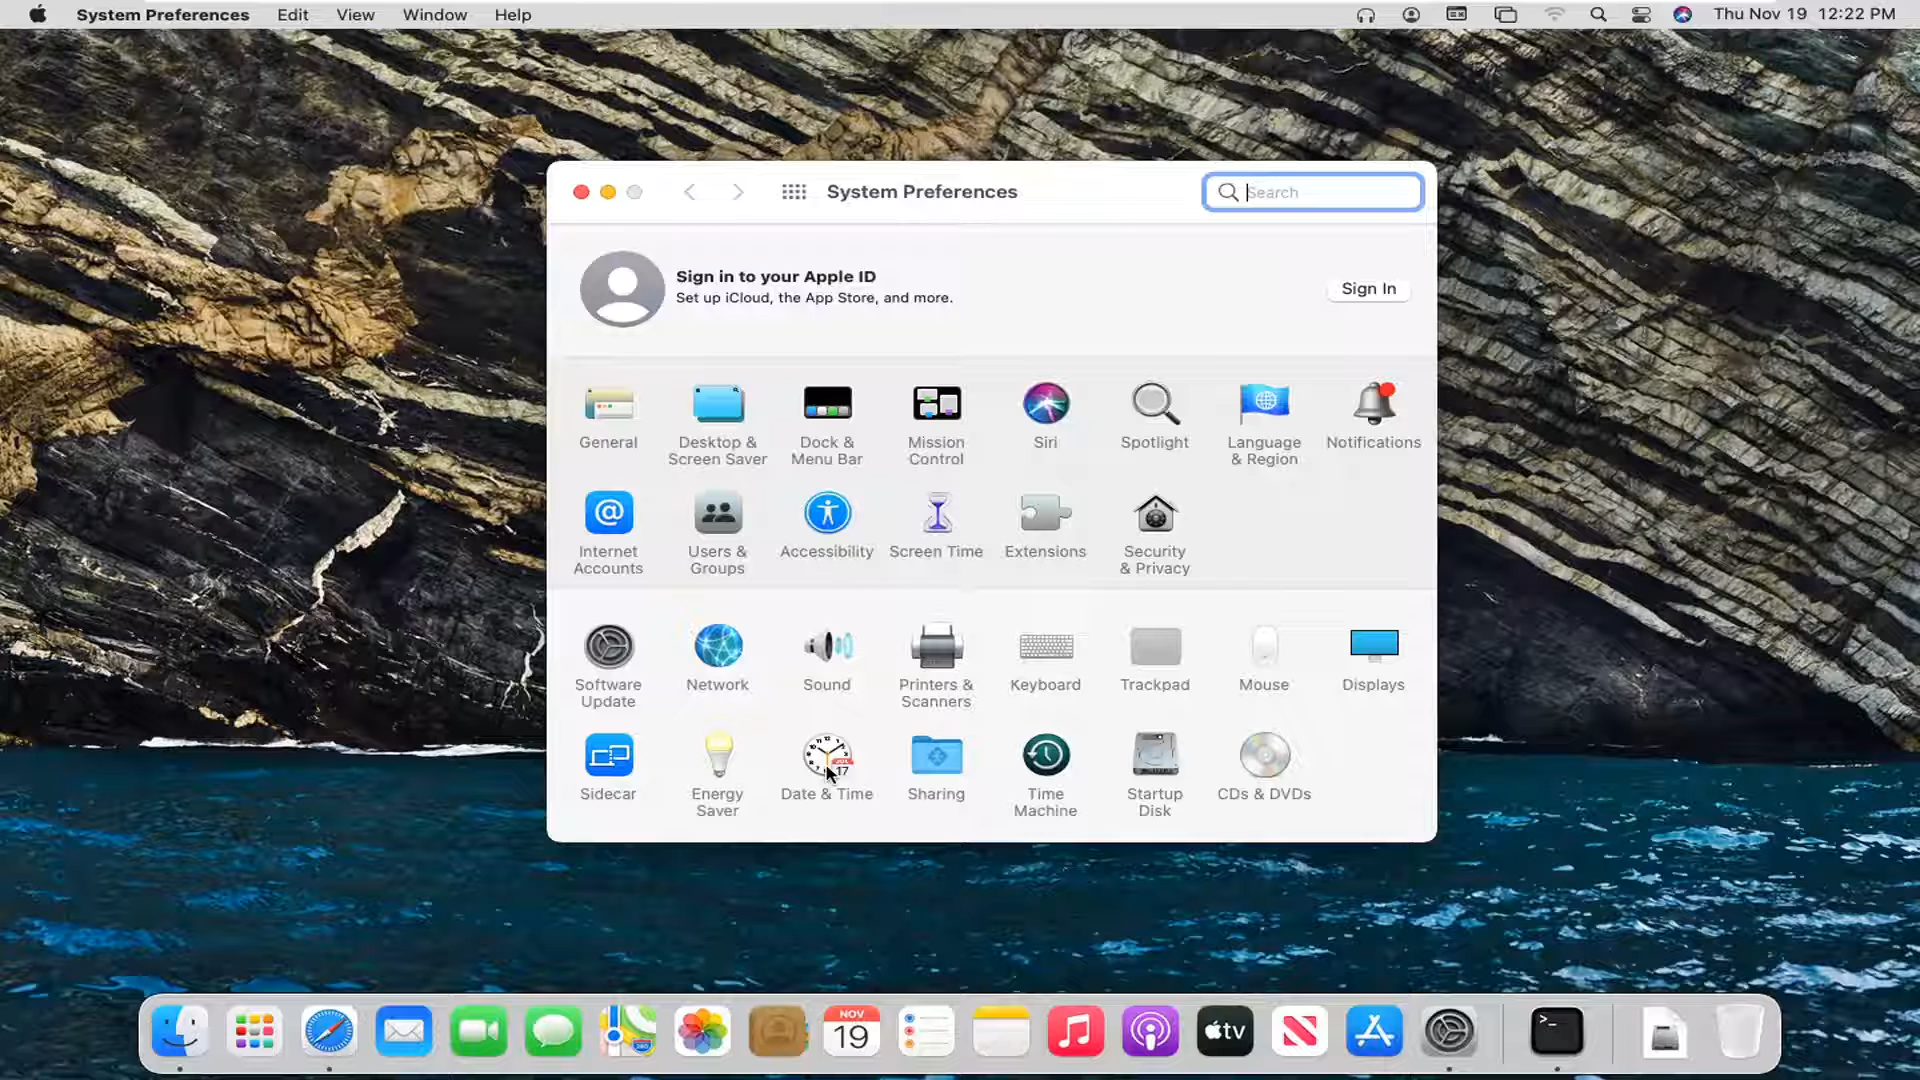 System Preferences Edit View Window Help Thu Nov 19 12:22 PM
System Preferences
Search
Sign in to your Apple ID
Set up iCloud, the App Store, and more.
Sign In
General
Desktop &
Screen Saver
Dock &
Menu Bar
Mission
Control
Siri
Spotlight
Language
& Region
Notifications
Internet
Accounts
Users &
Groups
Accessibility
Screen Time
Extensions
Security
& Privacy
Software
Update
Network
Sound
Printers &
Scanners
Keyboard
Trackpad
Mouse
Displays
Sidecar
Energy
Saver
JUL
17
Date & Time
Sharing
Time
Machine
Startup
Disk
CDs & DVDs
NOV
19
tv
>_